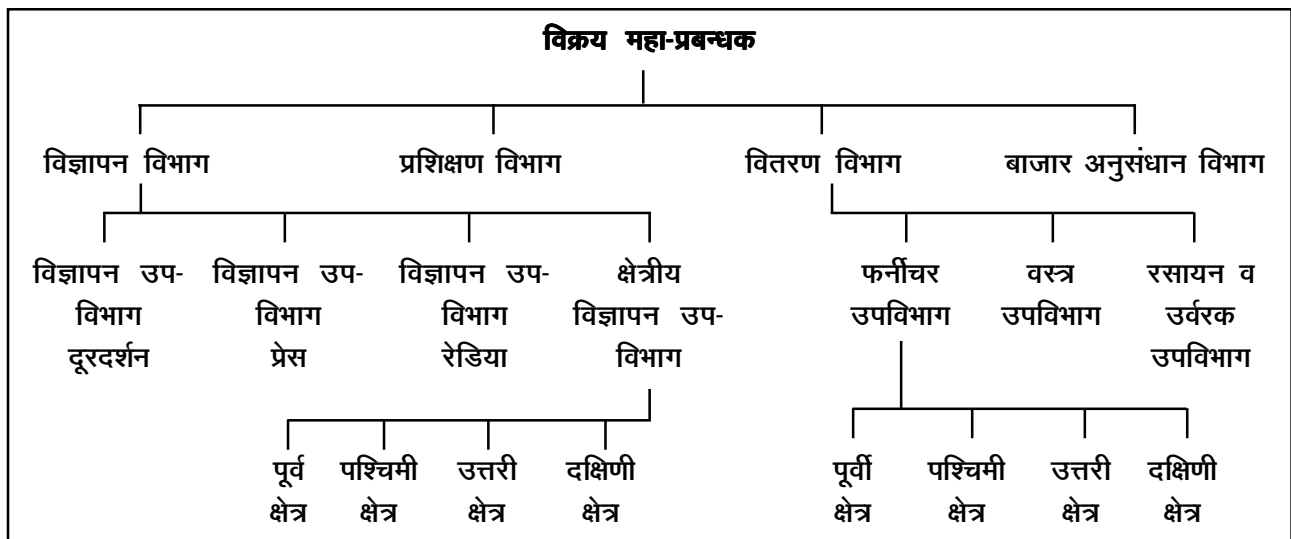 विक्रय महा-प्रबन्धक
विज्ञापन विभाग प्रशिक्षण विभाग वितरण विभाग बाजार अनुसंधान विभाग
विज्ञापन उप- विज्ञापन उप- विज्ञापन उप- क्षेत्रीय फर्नीचर वस्त्र रसायन व
विभाग विभाग विभाग विज्ञापन उप- उपविभाग उपविभाग उर्वरक
दूरदर्शन प्रेस रेडिया विभाग उपविभाग
पूर्व पश्चिमी उत्तरी दक्षिणी पूर्वी पश्चिमी उत्तरी दक्षिणी
क्षेत्र क्षेत्र क्षेत्र क्षेत्र क्षेत्र क्षेत्र क्षेत्र क्षेत्र